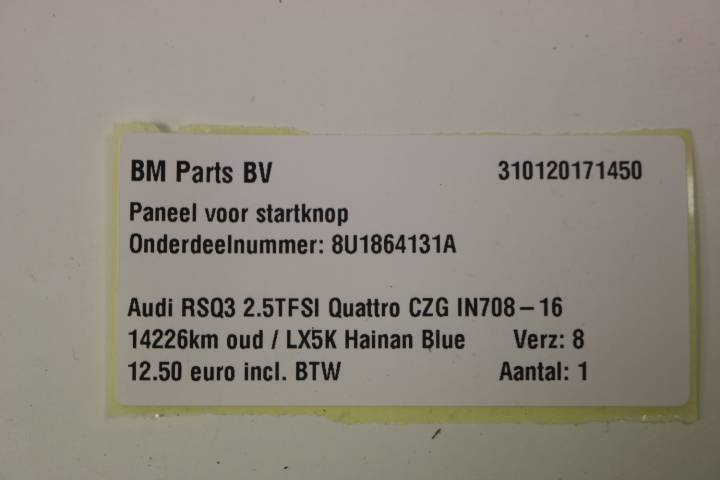 BM Parts BV 310120171450
Paneel voor startknop
Onderdeelnummer: 8U1864131A
Audi RSQ3 2.5TFSI Quattro CZG IN708-16
14226km oud / LX5K Hainan Blue Verz: 8
12.50 euro incl. BTW Aantal: 1